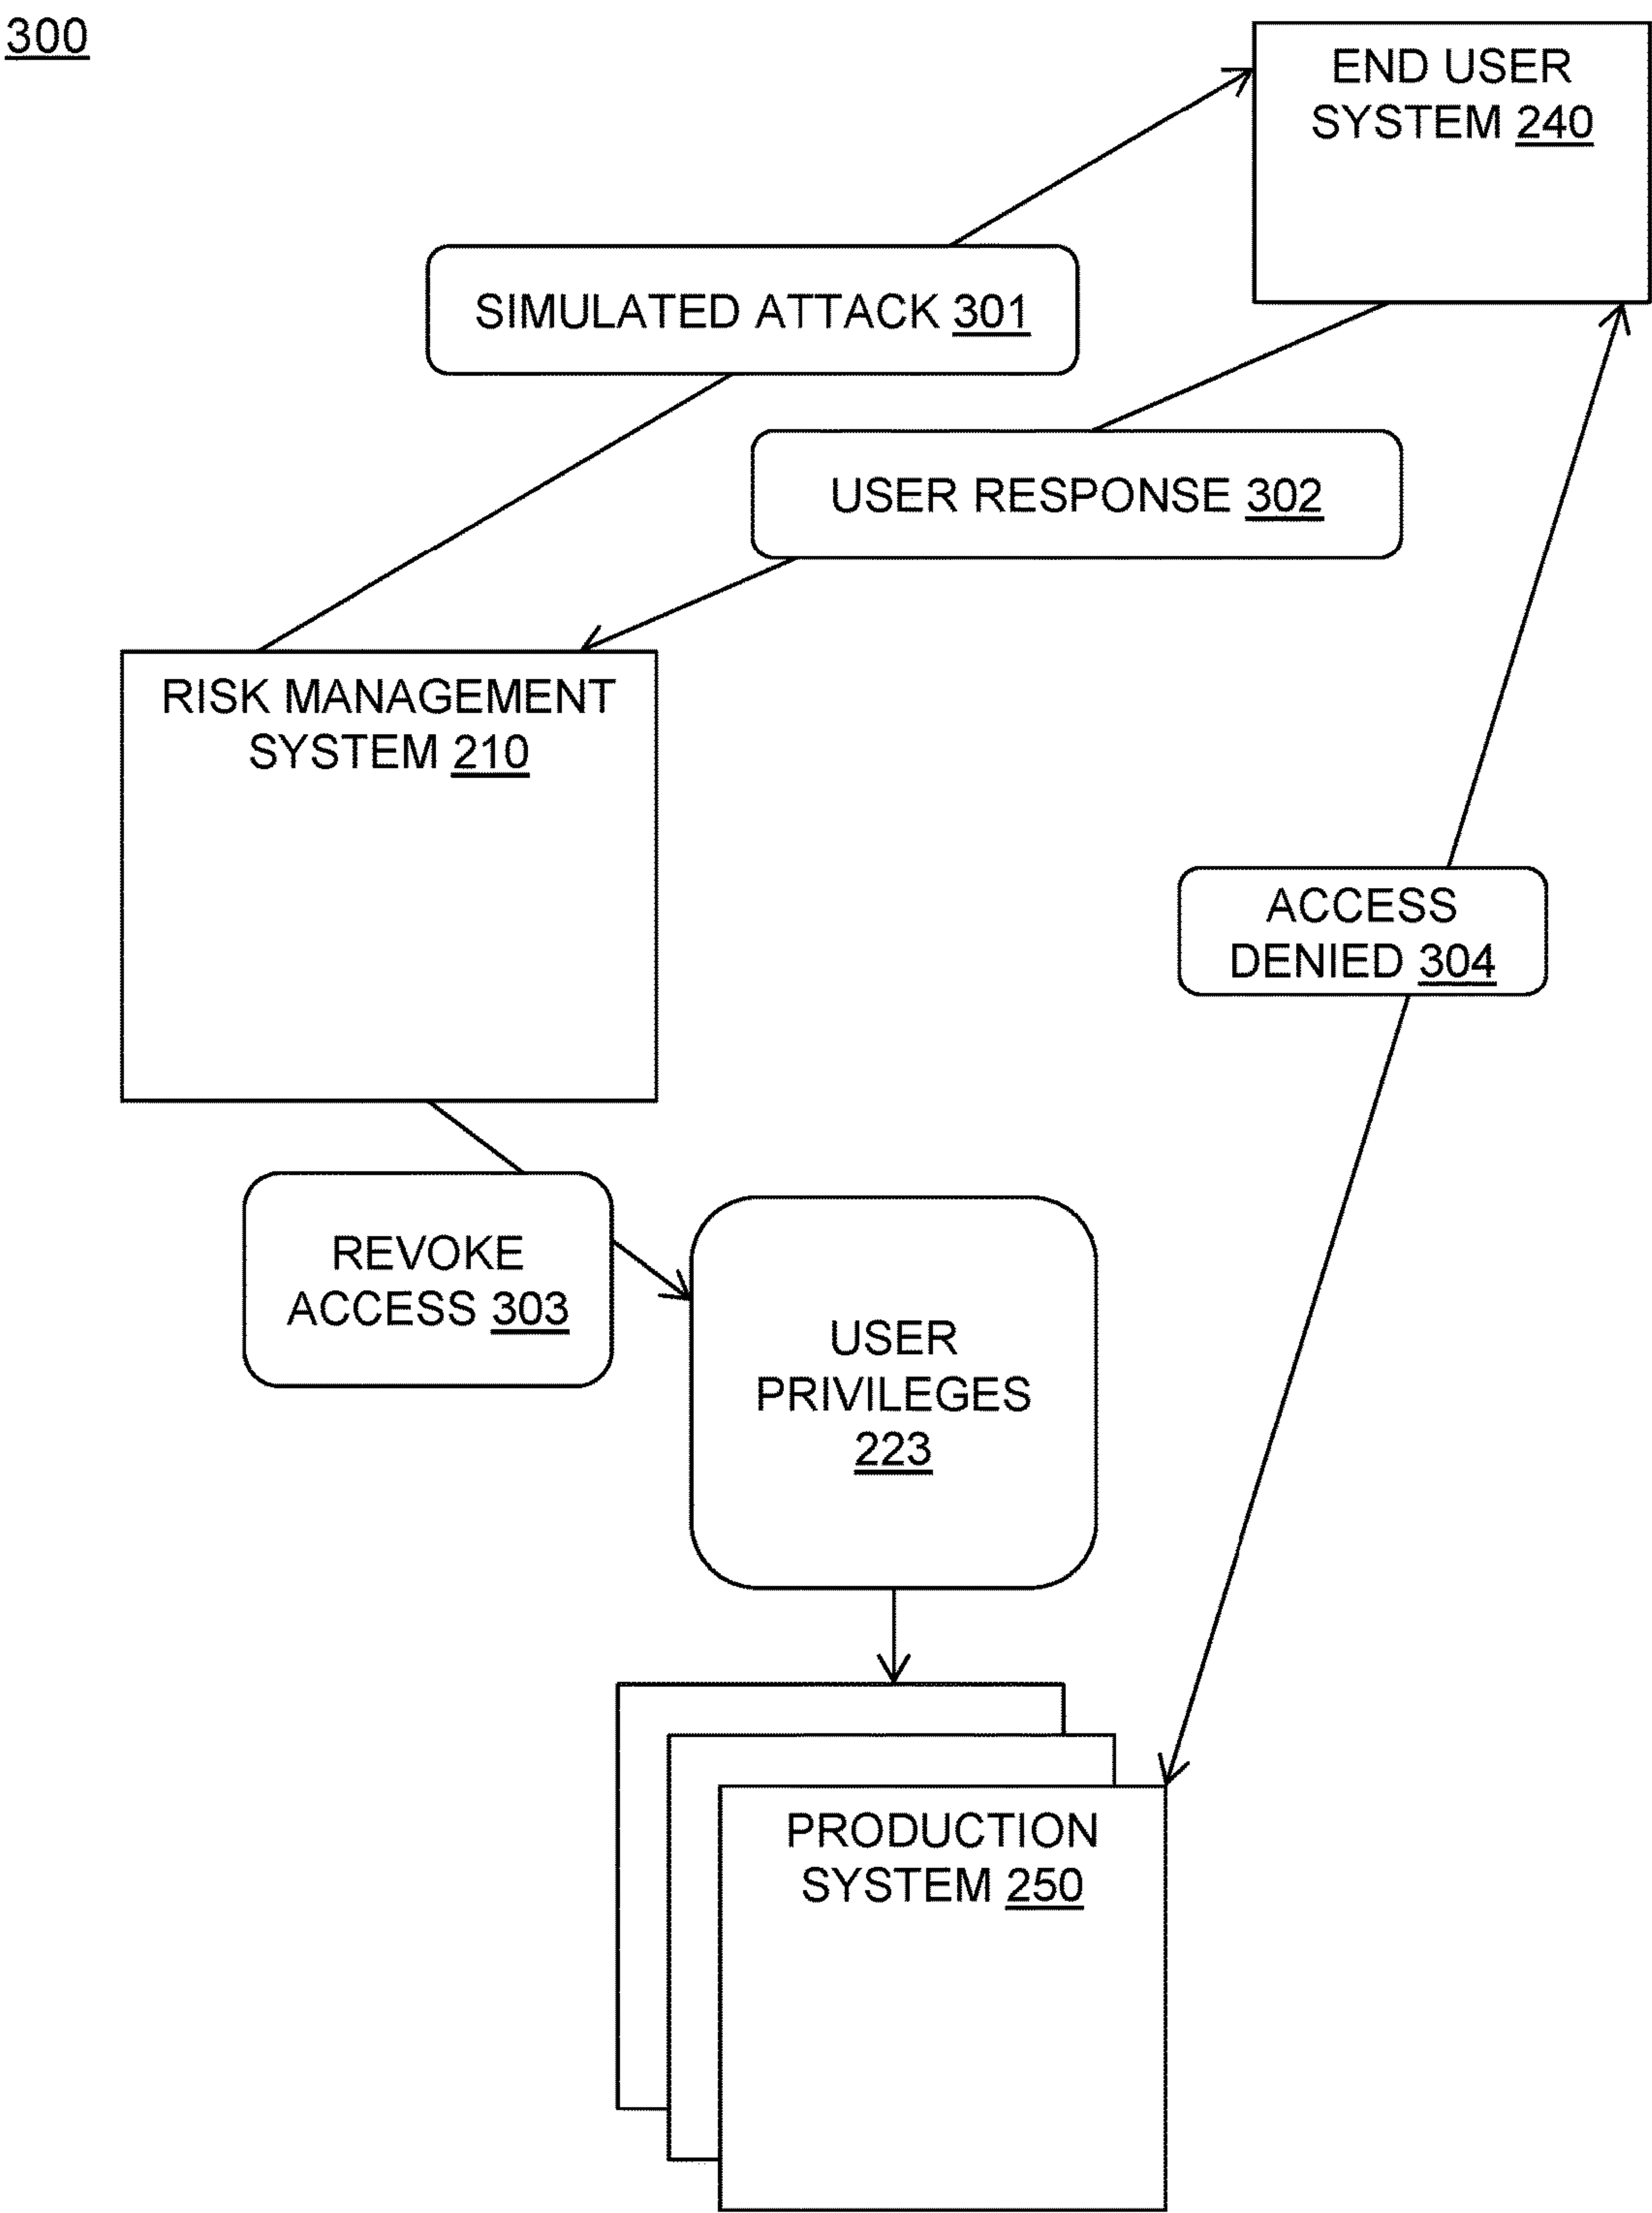 300
END USER
SYSTEM 240
SIMULATED ATTACK 301
USER RESPONSE 302
RISK MANAGEMENT
SYSTEM 210
ACCESS
DENIED 304
REVOKE
ACCESS 303
USER
PRIVILEGES
223
PRODUCTION
SYSTEM 250